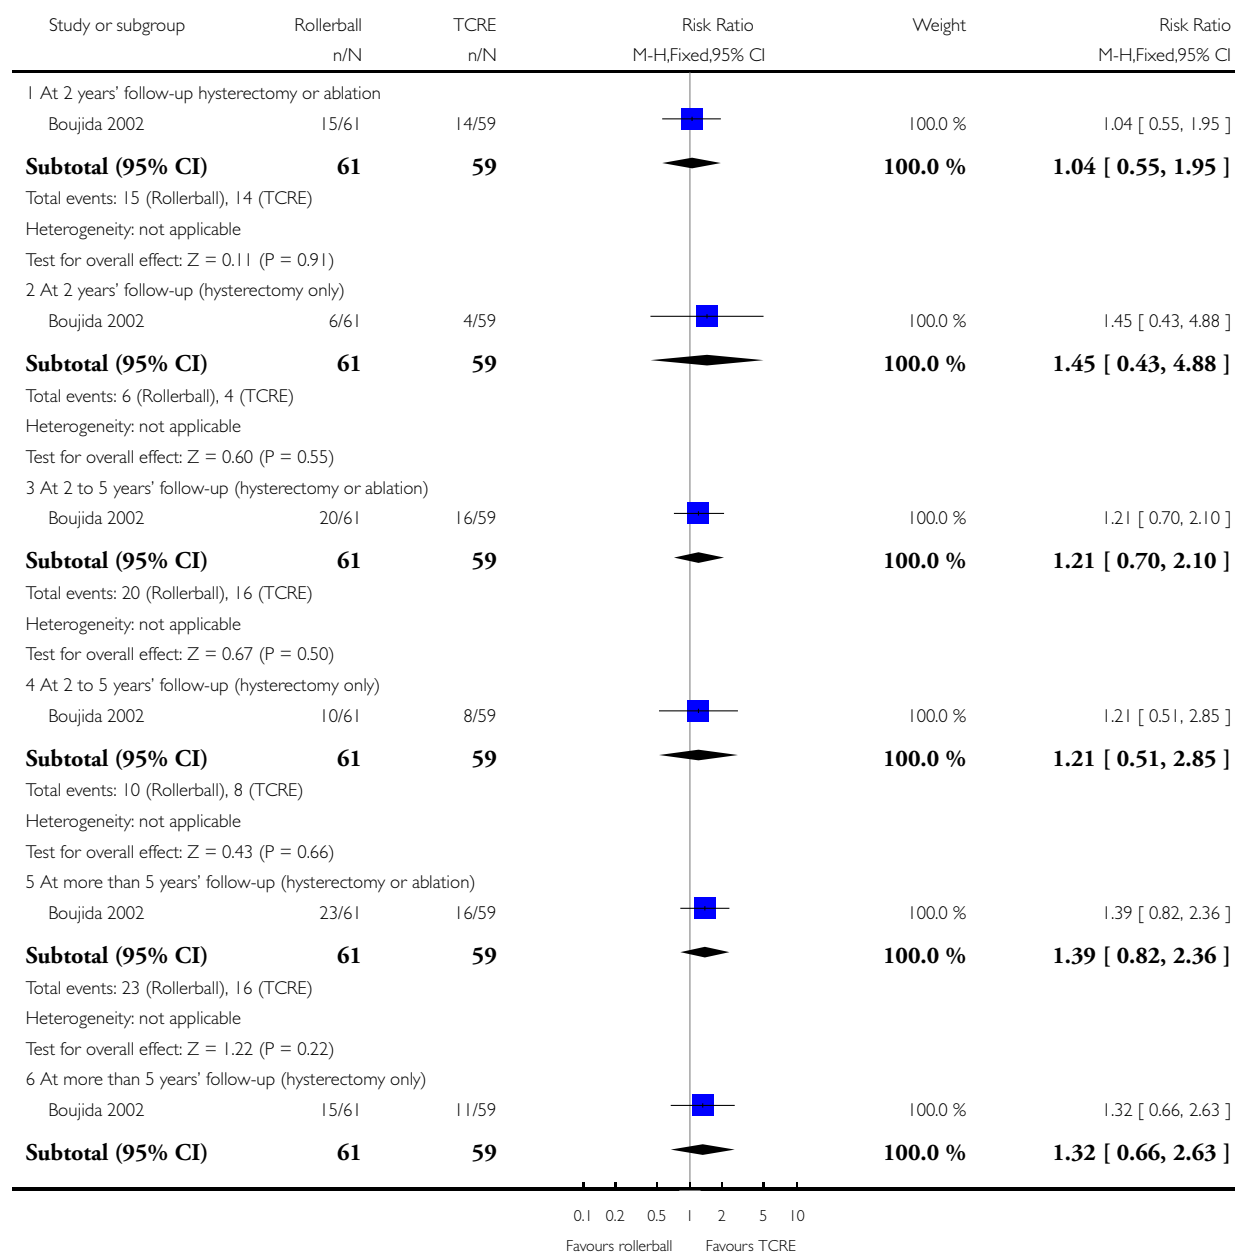 Study or subgroup Rollerball TCRE Risk Ratio Weight Risk Ratio
n/N n/N M-H,Fixed,95% CI M-H,Fixed,95% CI
1 At 2 years' follow-up hysterectomy or ablation
Boujida 2002 15/61 14/59 100.0 % 1.04 [ 0.55, 1.95 ]
Subtotal (95% CI) 61 59 100.0 % 1.04 [ 0.55, 1.95 ]
Total events: 15 (Rollerball), 14 (TCRE)
Heterogeneity: not applicable
Test for overall effect: Z = 0.11 (P = 0.91)
2 At 2 years' follow-up (hysterectomy only)
Boujida 2002 6/61 4/59 100.0 % 1.45 [ 0.43, 4.88 ]
Subtotal (95% CI) 61 59 100.0 % 1.45 [ 0.43, 4.88 ]
Total events: 6 (Rollerball), 4 (TCRE)
Heterogeneity: not applicable
Test for overall effect: Z = 0.60 (P = 0.55)
3 At 2 to 5 years' follow-up (hysterectomy or ablation)
Boujida 2002 20/61 16/59 100.0 % 1.21 [ 0.70, 2.10 ]
Subtotal (95% CI) 61 59 100.0 % 1.21 [ 0.70, 2.10 ]
Total events: 20 (Rollerball), 16 (TCRE)
Heterogeneity: not applicable
Test for overall effect: Z = 0.67 (P = 0.50)
4 At 2 to 5 years' follow-up (hysterectomy only)
Boujida 2002 10/61 8/59 100.0 % 1.21 [ 0.51, 2.85 ]
Subtotal (95% CI) 61 59 100.0 % 1.21 [ 0.51, 2.85 ]
Total events: 10 (Rollerball), 8 (TCRE)
Heterogeneity: not applicable
Test for overall effect: Z = 0.43 (P = 0.66)
5 At more than 5 years' follow-up (hysterectomy or ablation)
Boujida 2002 23/61 16/59 100.0 % 1.39 [ 0.82, 2.36 ]
Subtotal (95% CI) 61 59 100.0 % 1.39 [ 0.82, 2.36 ]
Total events: 23 (Rollerball), 16 (TCRE)
Heterogeneity: not applicable
Test for overall effect: Z = 1.22 (P = 0.22)
6 At more than 5 years' follow-up (hysterectomy only)
Boujida 2002 15/61 11/59 100.0 % 1.32 [ 0.66, 2.63 ]
Subtotal (95% CI) 61 59 100.0 % 1.32 [ 0.66, 2.63 ]
0.1 0.2 0.5 1 2 5 10
Favours rollerball Favours TCRE